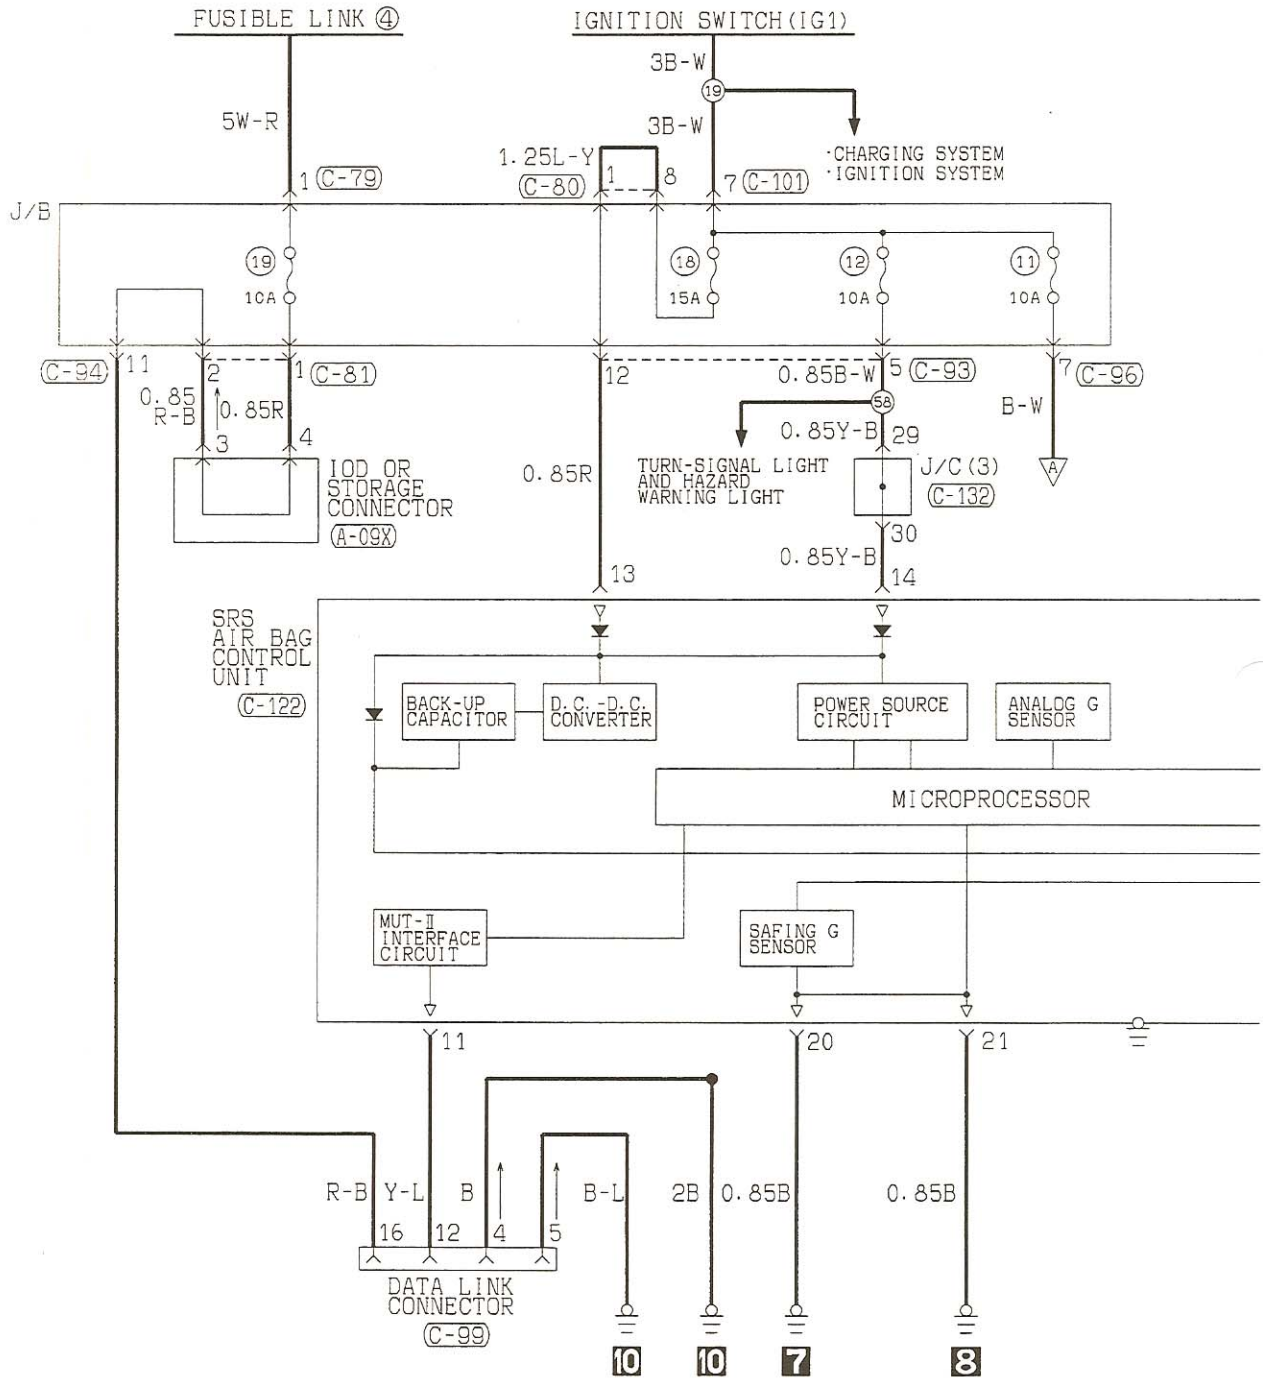 FUSIBLE LINK ④
IGNITION SWITCH(IG1)
3B-W
19
5W-R
3B-W
1.25L-Y
·CHARGING SYSTEM
·IGNITION SYSTEM
1 C-79
C-80 1 8
7 C-101
J/B
19
10A
18
15A
12
10A
11
10A
C-94 11
2
1 C-81
12
0.85B-W
5 C-93
7 C-96
0.85
R-B
0.85R
58
B-W
3
4
0.85Y-B
29
A
IOD OR
STORAGE
CONNECTOR
A-09X
0.85R
TURN-SIGNAL LIGHT
AND HAZARD
WARNING LIGHT
J/C(3)
C-132
30
0.85Y-B
13
14
SRS
AIR BAG
CONTROL
UNIT
C-122
BACK-UP
CAPACITOR
D.C.-D.C.
CONVERTER
POWER SOURCE
CIRCUIT
ANALOG G
SENSOR
MICROPROCESSOR
MUT-Ⅱ
INTERFACE
CIRCUIT
SAFING G
SENSOR
11
20
21
R-B
Y-L
B
B-L
2B
0.85B
0.85B
16
12
4
5
DATA LINK
CONNECTOR
C-99
10
10
7
8